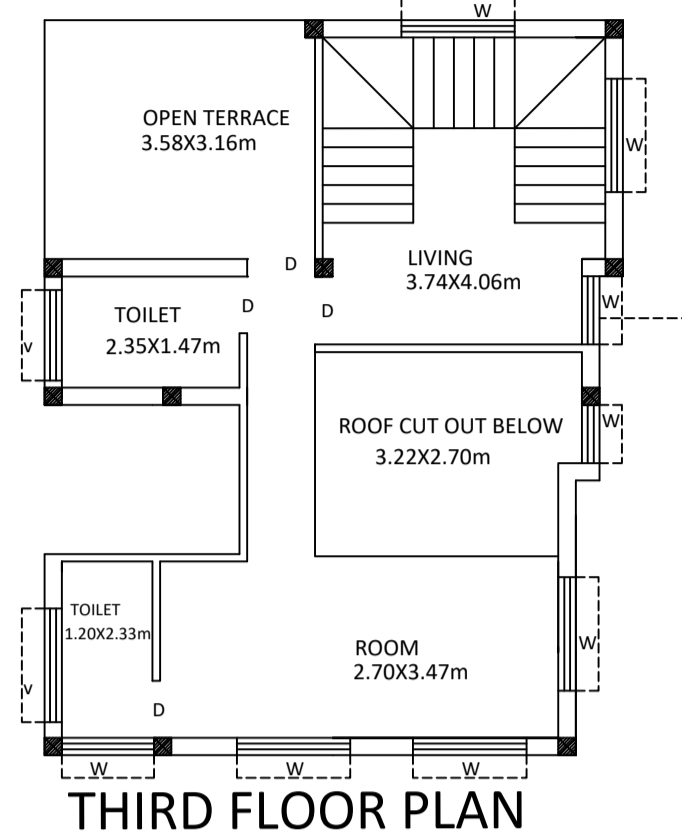 W
OPEN TERRACE
3.58X3.16m
W
LIVING
3.74X4.06m
D
D
D
W
TOILET
2.35X1.47m
v
ROOF CUT OUT BELOW
3.22X2.70m
W
TOILET
1.20X2.33m
ROOM
2.70X3.47m
W
v
D
W
W
W
THIRD FLOOR PLAN